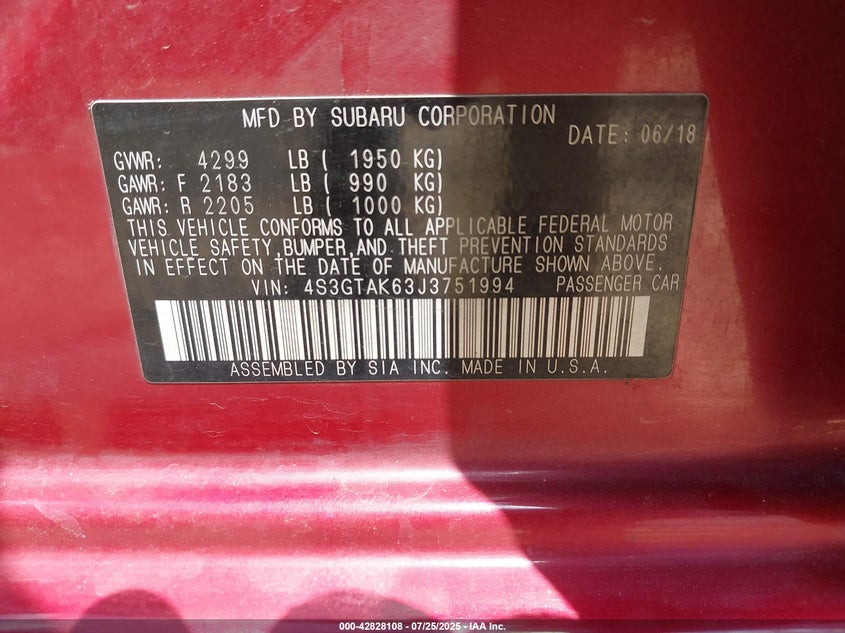 MFD BY SUBARU CORPORATION
DATE: 06/18
GVWR: 4299 LB ( 1950 KG)
GAWR: F 2183 LB ( 990 KG)
GAWR: R 2205 LB ( 1000 KG)
THIS VEHICLE CONFORMS TO ALL APPLICABLE FEDERAL MOTOR
VEHICLE SAFETY,BUMPER,AND.THEFT PREVENTION STANDARDS
IN EFFECT ON THE DATE OF MANUFACTURE SHOWN ABOVE.
VIN: 4S3GTAK63J3751994 PASSENGER CAR
ASSEMBLED BY SIA INC. MADE IN U.S.A.
000-42828108 - 07/25/2025 - IAA Inc.